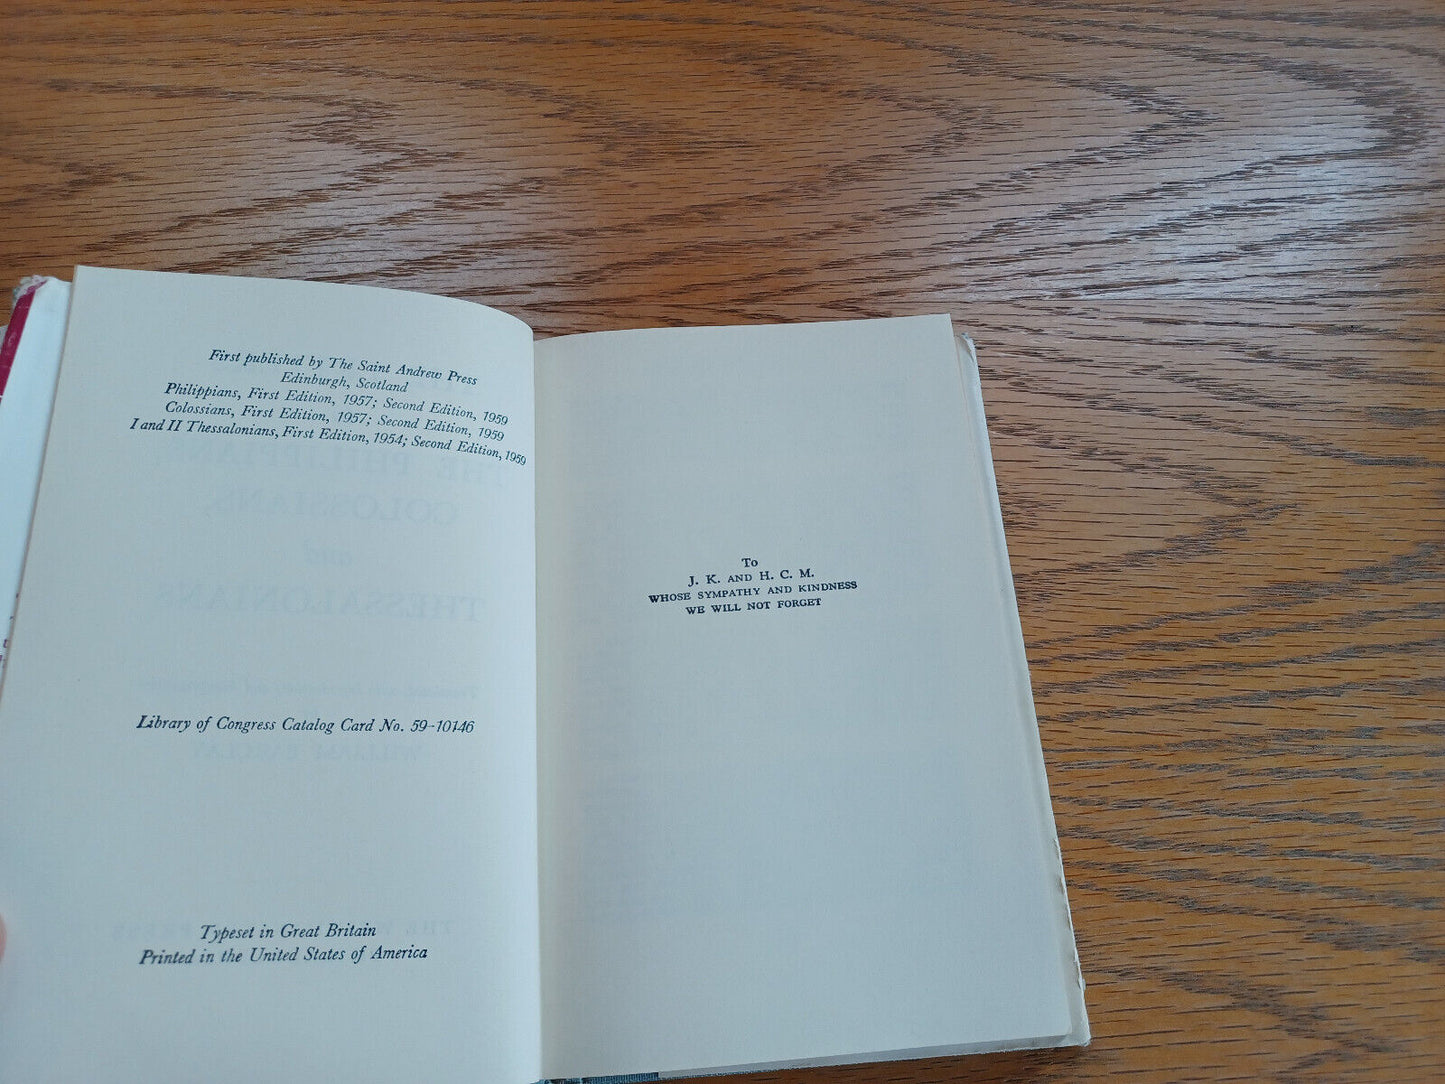 First published by The Saint Andrew Press
Edinburgh, Scotland
Philippians, First Edition, 1957; Second Edition, 1959
Colossians, First Edition, 1957; Second Edition, 1959
I and II Thessalonians, First Edition, 1954; Second Edition, 1959
Library of Congress Catalog Card No. 59-10146
Typeset in Great Britain
Printed in the United States of America
To
J. K. AND H. C. M.
WHOSE SYMPATHY AND KINDNESS
WE WILL NOT FORGET